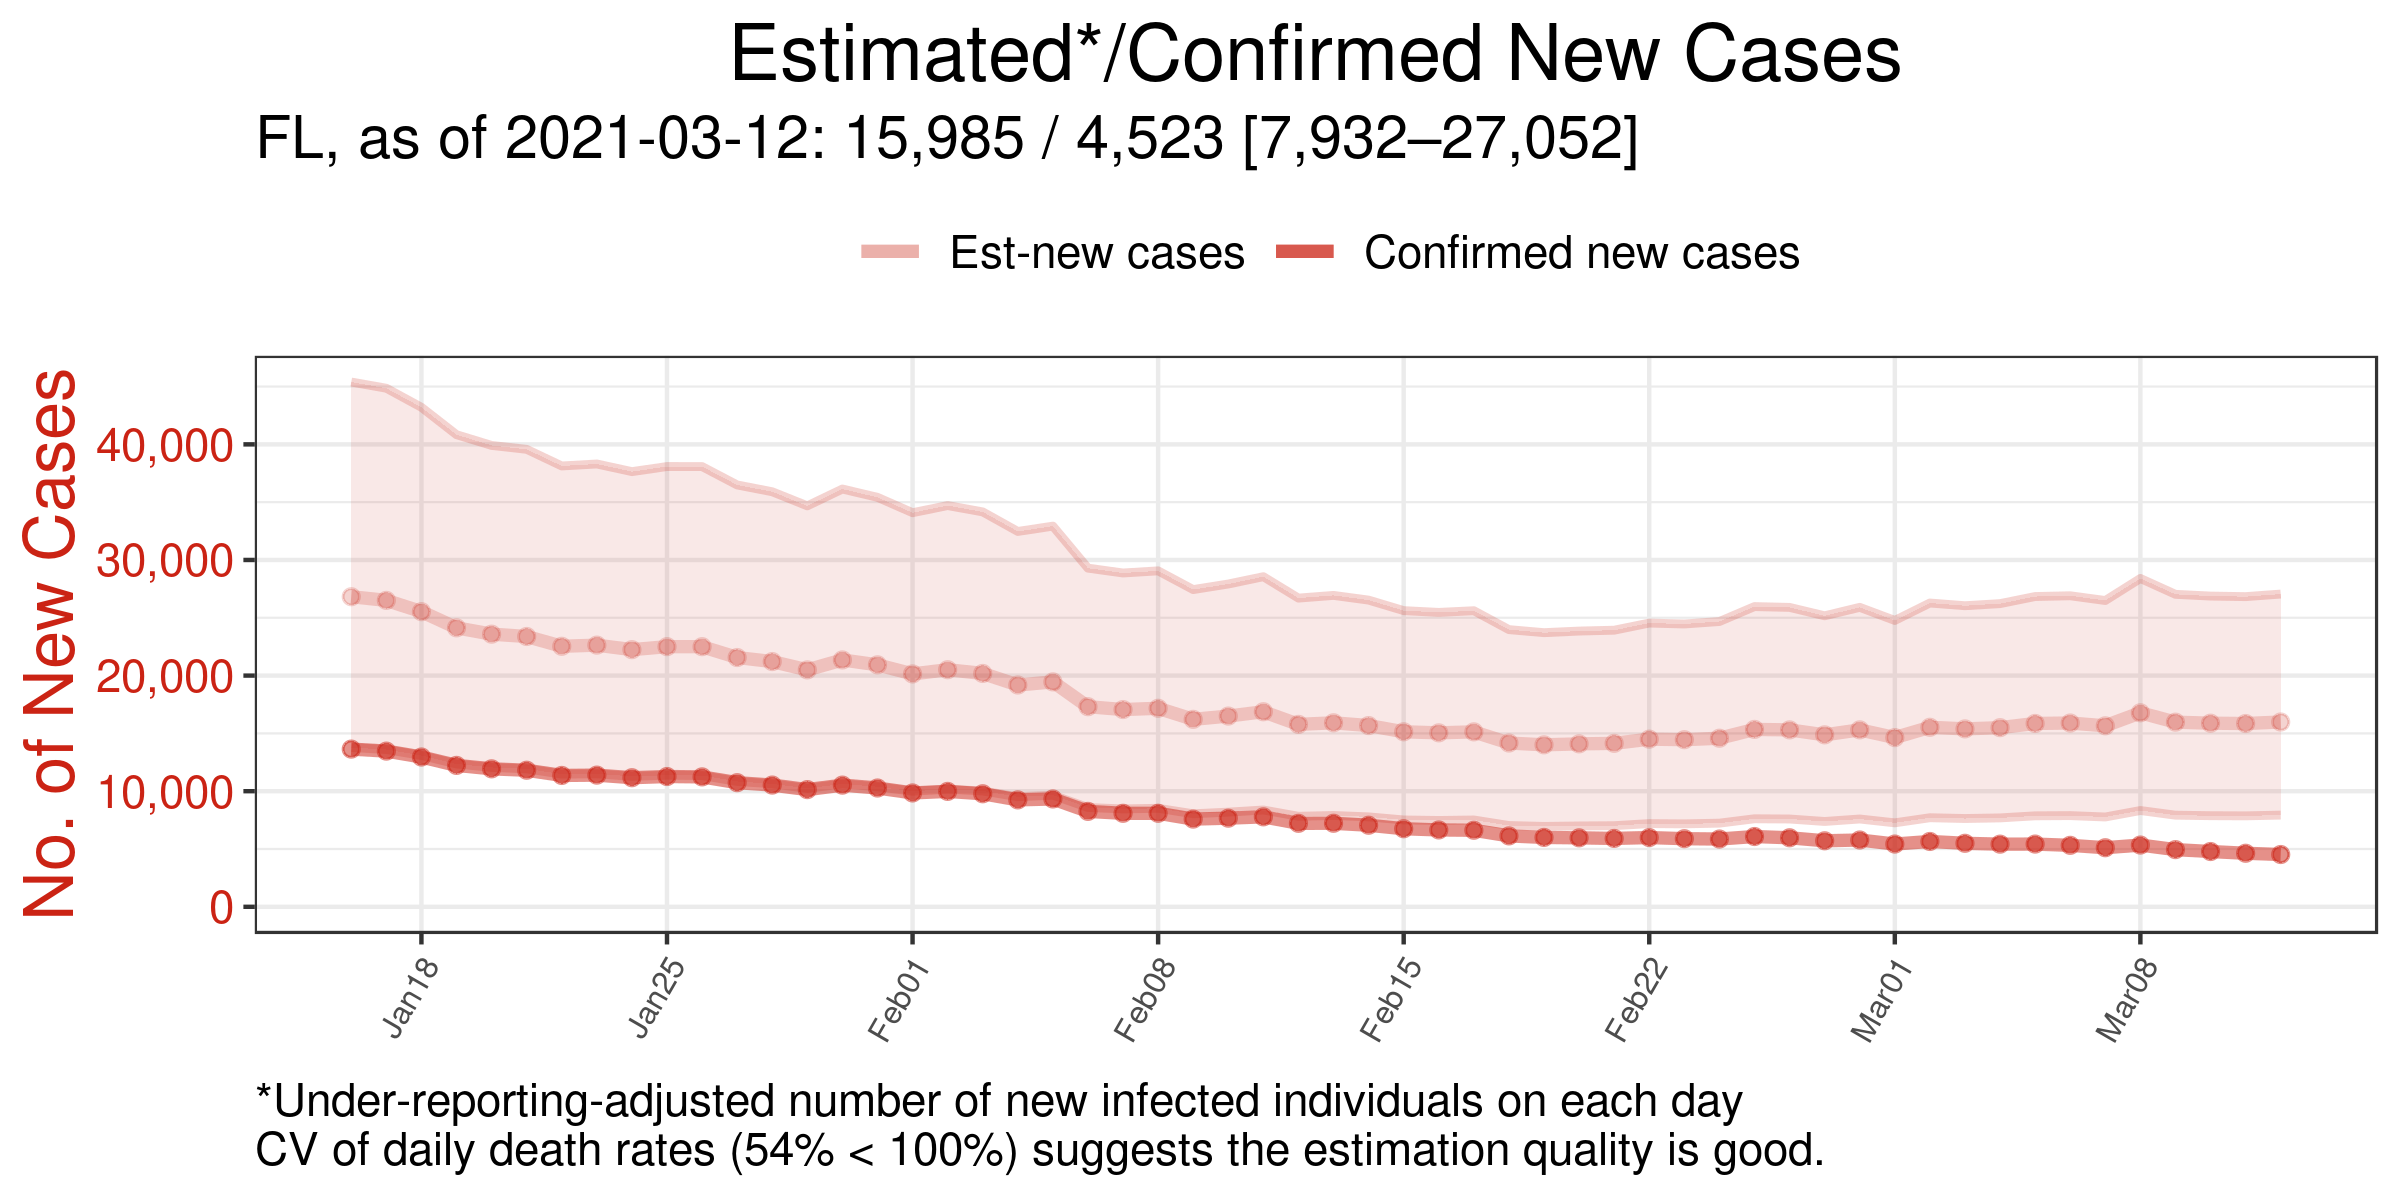 Estimated*/Confirmed New Cases
FL, as of 2021-03-12: 15,985 / 4,523 [7,932–27,052]
Est-new cases
Confirmed new cases
No. of New Cases
40,000
30,000
20,000
10,000
0
Jan18
Jan25
Feb01
Feb08
Feb15
Feb22
Mar01
Mar08
*Under-reporting-adjusted number of new infected individuals on each day
CV of daily death rates (54% < 100%) suggests the estimation quality is good.